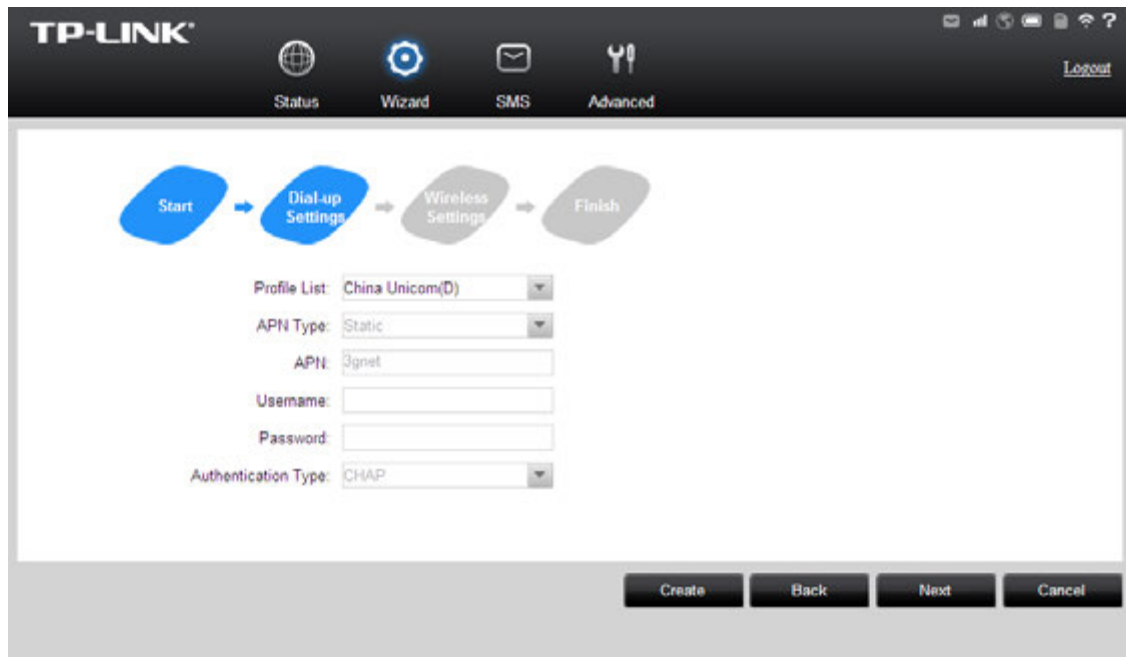 TP-LINK
Logout
Status Wizard SMS Advanced
Start Dial-up Settings Wireless Settings Finish
Profile List: China Unicom(D)
APN Type: Static
APN: 3gnet
Username:
Password:
Authentication Type: CHAP
Create Back Next Cancel